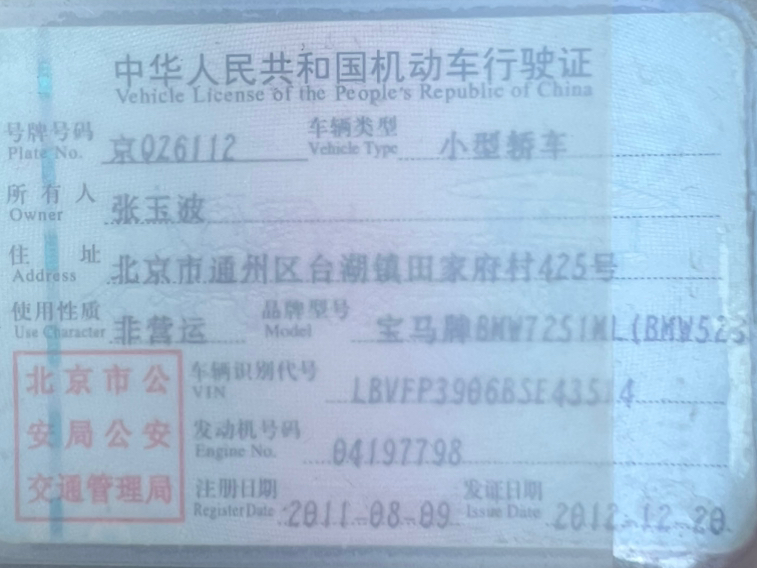 中华人民共和国机动车行驶证
Vehicle License of the People's Republic of China
号牌号码 京Q26112 车辆类型 小型轿车
Plate No. Vehicle Type
所有人 张玉波
Owner
住址 北京市通州区台湖镇田家府村425号
Address
使用性质 非营运 品牌型号 宝马牌BMW7251ML(BMW523
Use Character Model
北京市公安局公安交通管理局
车辆识别代号 LBVFP3906BSE43514
VIN
发动机号码 04197798
Engine No.
注册日期 2011-08-09 发证日期 2012-12-20
Register Date Issue Date